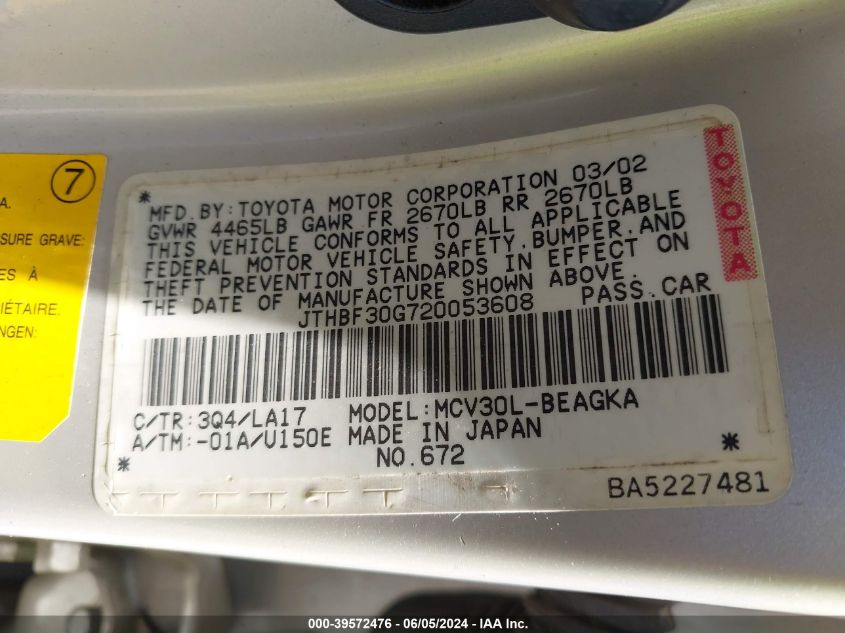 7
A.
SURE GRAVE:
ES À
PRIÉTAIRE.
NGEN:
TOYOTA
* MFD.BY:TOYOTA MOTOR CORPORATION 03/02
GVWR 4465LB GAWR FR 2670LB RR 2670LB
THIS VEHICLE CONFORMS TO ALL APPLICABLE
FEDERAL MOTOR VEHICLE SAFETY,BUMPER,AND
THEFT PREVENTION STANDARDS IN EFFECT ON
THE DATE OF MANUFACTURE SHOWN ABOVE.
JTHBF30G720053608 PASS.CAR
C/TR:3Q4/LA17 MODEL:MCV30L-BEAGKA
A/TM:-01A/U150E MADE IN JAPAN *
* NO.672
BA5227481
000-39572476 - 06/05/2024 - IAA Inc.